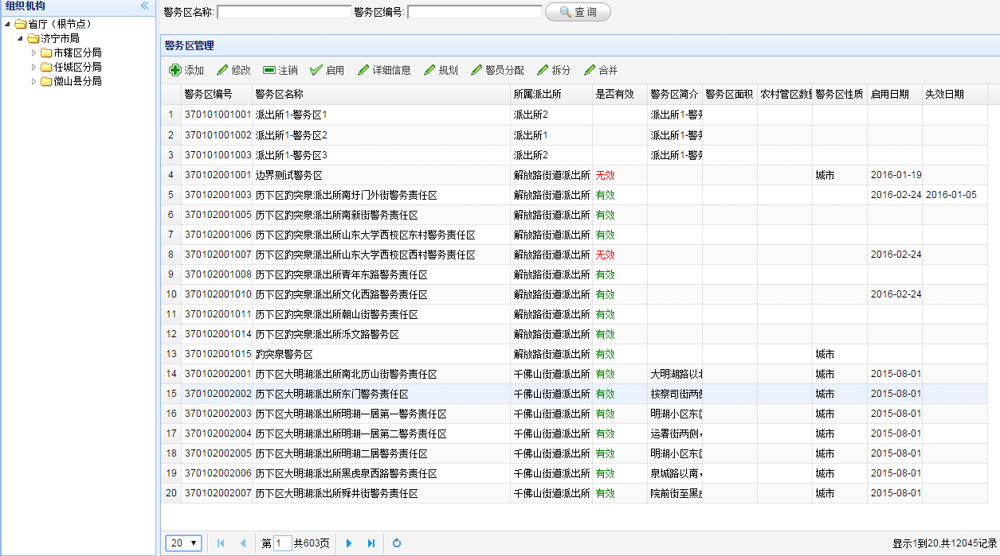 组织机构
省厅（根节点）
济宁市局
市辖区分局
任城区分局
微山县分局
警务区名称: 警务区编号: 查询
警务区管理
添加 修改 注销 启用 详细信息 规划 警员分配 拆分 合并
警务区编号 警务区名称 所属派出所 是否有效 警务区简介 警务区面积 农村管区数 警务区性质 启用日期 失效日期
1 370101001001 派出所1-警务区1 派出所2 派出所1-警务
2 370101001002 派出所1-警务区2 派出所1 派出所1-警务
3 370101001003 派出所1-警务区3 派出所2 派出所1-警务
4 370102001001 边界测试警务区 解放路街道派出所 无效 城市 2016-01-19
5 370102001003 历下区趵突泉派出所南圩门外街警务责任区 解放路街道派出所 有效 2016-02-24 2016-01-05
6 370102001005 历下区趵突泉派出所南新街警务责任区 解放路街道派出所 有效
7 370102001006 历下区趵突泉派出所山东大学西校区东村警务责任区 解放路街道派出所 有效
8 370102001007 历下区趵突泉派出所山东大学西校区西村警务责任区 解放路街道派出所 无效 2016-02-24
9 370102001008 历下区趵突泉派出所青年东路警务责任区 解放路街道派出所 有效
10 370102001010 历下区趵突泉派出所文化西路警务责任区 解放路街道派出所 有效 2016-02-24
11 370102001011 历下区趵突泉派出所朝山街警务责任区 解放路街道派出所 有效
12 370102001014 历下区趵突泉派出所泺文路警务区 解放路街道派出所 有效
13 370102001015 趵突泉警务区 解放路街道派出所 有效 城市
14 370102002001 历下区大明湖派出所南北历山街警务责任区 千佛山街道派出所 有效 大明湖路以 城市 2015-08-01
15 370102002002 历下区大明湖派出所东门警务责任区 千佛山街道派出所 有效 按察司街两 城市 2015-08-01
16 370102002003 历下区大明湖派出所明湖一居第一警务责任区 千佛山街道派出所 有效 明湖小区东 城市 2015-08-01
17 370102002004 历下区大明湖派出所明湖一居第二警务责任区 千佛山街道派出所 有效 运署街两侧， 城市 2015-08-01
18 370102002005 历下区大明湖派出所明湖二居警务责任区 千佛山街道派出所 有效 明湖小区东 城市 2015-08-01
19 370102002006 历下区大明湖派出所黑虎泉西路警务责任区 千佛山街道派出所 有效 泉城路以南， 城市 2015-08-01
20 370102002007 历下区大明湖派出所舜井街警务责任区 千佛山街道派出所 有效 院前街至黑 城市 2015-08-01
20 第 1 共603页 显示1到20,共12045记录